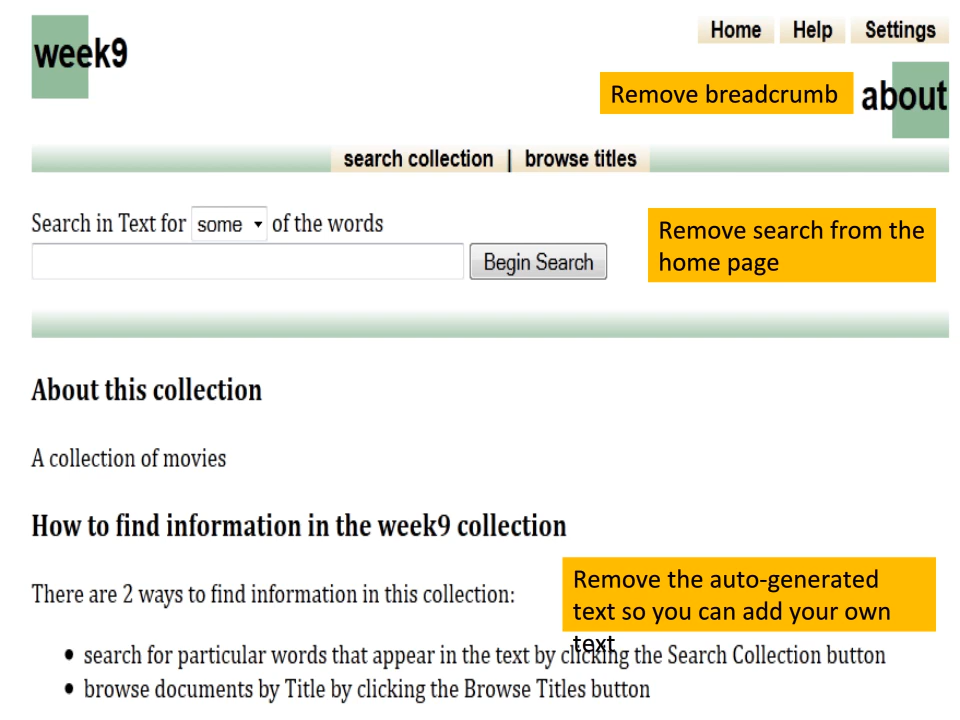 week9
Home Help Settings
Remove breadcrumb
about
search collection | browse titles
Search in Text for some of the words
Begin Search
Remove search from the
home page
About this collection
A collection of movies
How to find information in the week9 collection
There are 2 ways to find information in this collection:
Remove the auto-generated
text so you can add your own
text
• search for particular words that appear in the text by clicking the Search Collection button
• browse documents by Title by clicking the Browse Titles button